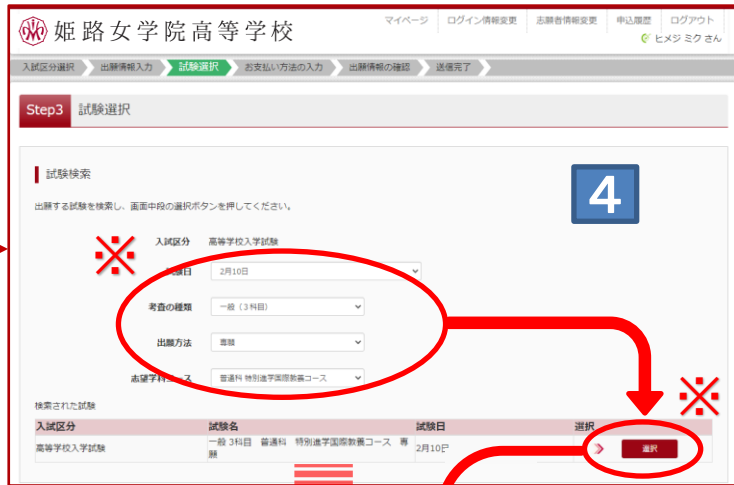 姫路女学院高等学校
マイページ ログイン情報変更 志願者情報変更 申込履歴 ログアウト
ヒメジ ミク さん
入試区分選択 出願情報入力 試験選択 お支払い方法の入力 出願情報の確認 送信完了
Step3 試験選択
試験検索
4
出願する試験を検索し、画面中段の選択ボタンを押してください。
※
入試区分 高等学校入学試験
試験日 2月10日
考査の種類 一般(3科目)
出願方法 専願
志望学科コース 普通科 特別進学国際教養コース
※
検索された試験
入試区分 試験名 試験日 選択
高等学校入学試験 一般 3科目 普通科 特別進学国際教養コース 専願 2月10日 選択